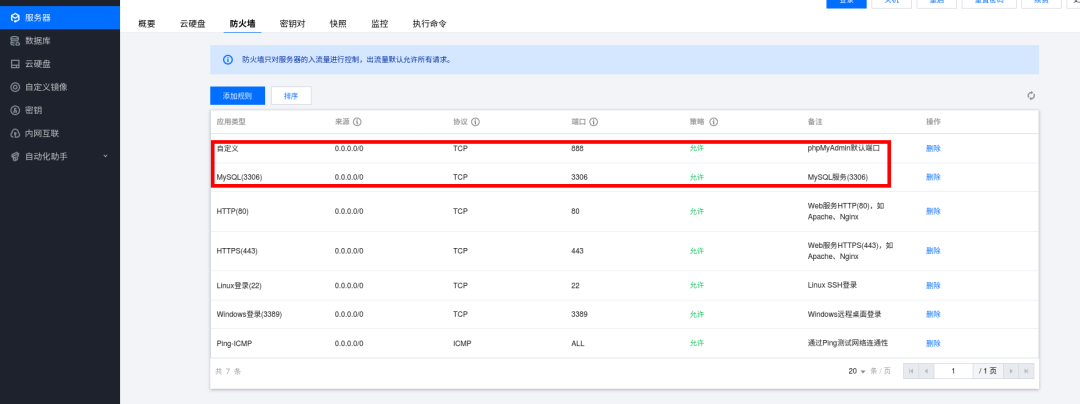 服务器
数据库
云硬盘
自定义镜像
密钥
内网互联
自动化助手
概要 云硬盘 防火墙 密钥对 快照 监控 执行命令
防火墙只对服务器的入流量进行控制，出流量默认允许所有请求。
添加规则 排序
应用类型 来源 协议 端口 策略 备注 操作
自定义 0.0.0.0/0 TCP 888 允许 phpMyAdmin默认端口 删除
MySQL(3306) 0.0.0.0/0 TCP 3306 允许 MySQL服务(3306) 删除
HTTP(80) 0.0.0.0/0 TCP 80 允许 Web服务HTTP(80)，如
Apache、Nginx 删除
HTTPS(443) 0.0.0.0/0 TCP 443 允许 Web服务HTTPS(443)，如
Apache、Nginx 删除
Linux登录(22) 0.0.0.0/0 TCP 22 允许 Linux SSH登录 删除
Windows登录(3389) 0.0.0.0/0 TCP 3389 允许 Windows远程桌面登录 删除
Ping-ICMP 0.0.0.0/0 ICMP ALL 允许 通过Ping测试网络连通性 删除
共 7 条 20 条 / 页 1 / 1 页